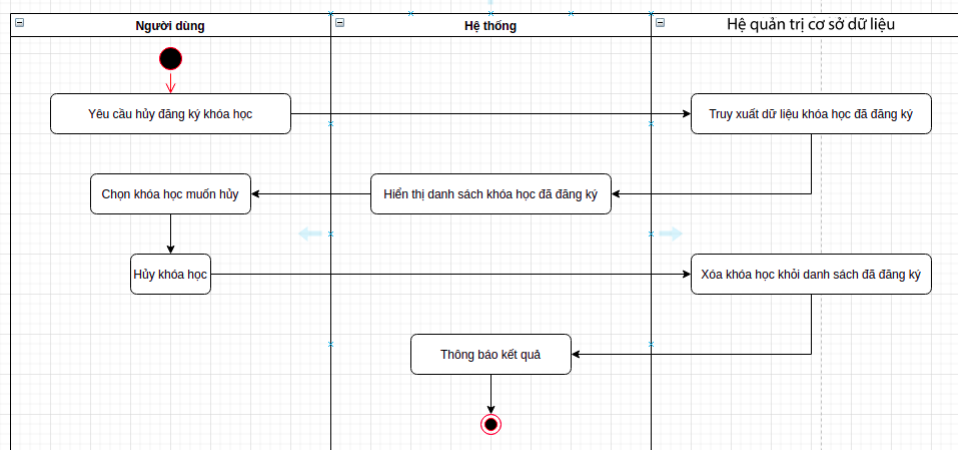 Người dùng
Hệ thống
Hệ quản trị cơ sở dữ liệu
Yêu cầu hủy đăng ký khóa học
Truy xuất dữ liệu khóa học đã đăng ký
Chọn khóa học muốn hủy
Hiển thị danh sách khóa học đã đăng ký
Hủy khóa học
Xóa khóa học khỏi danh sách đã đăng ký
Thông báo kết quả